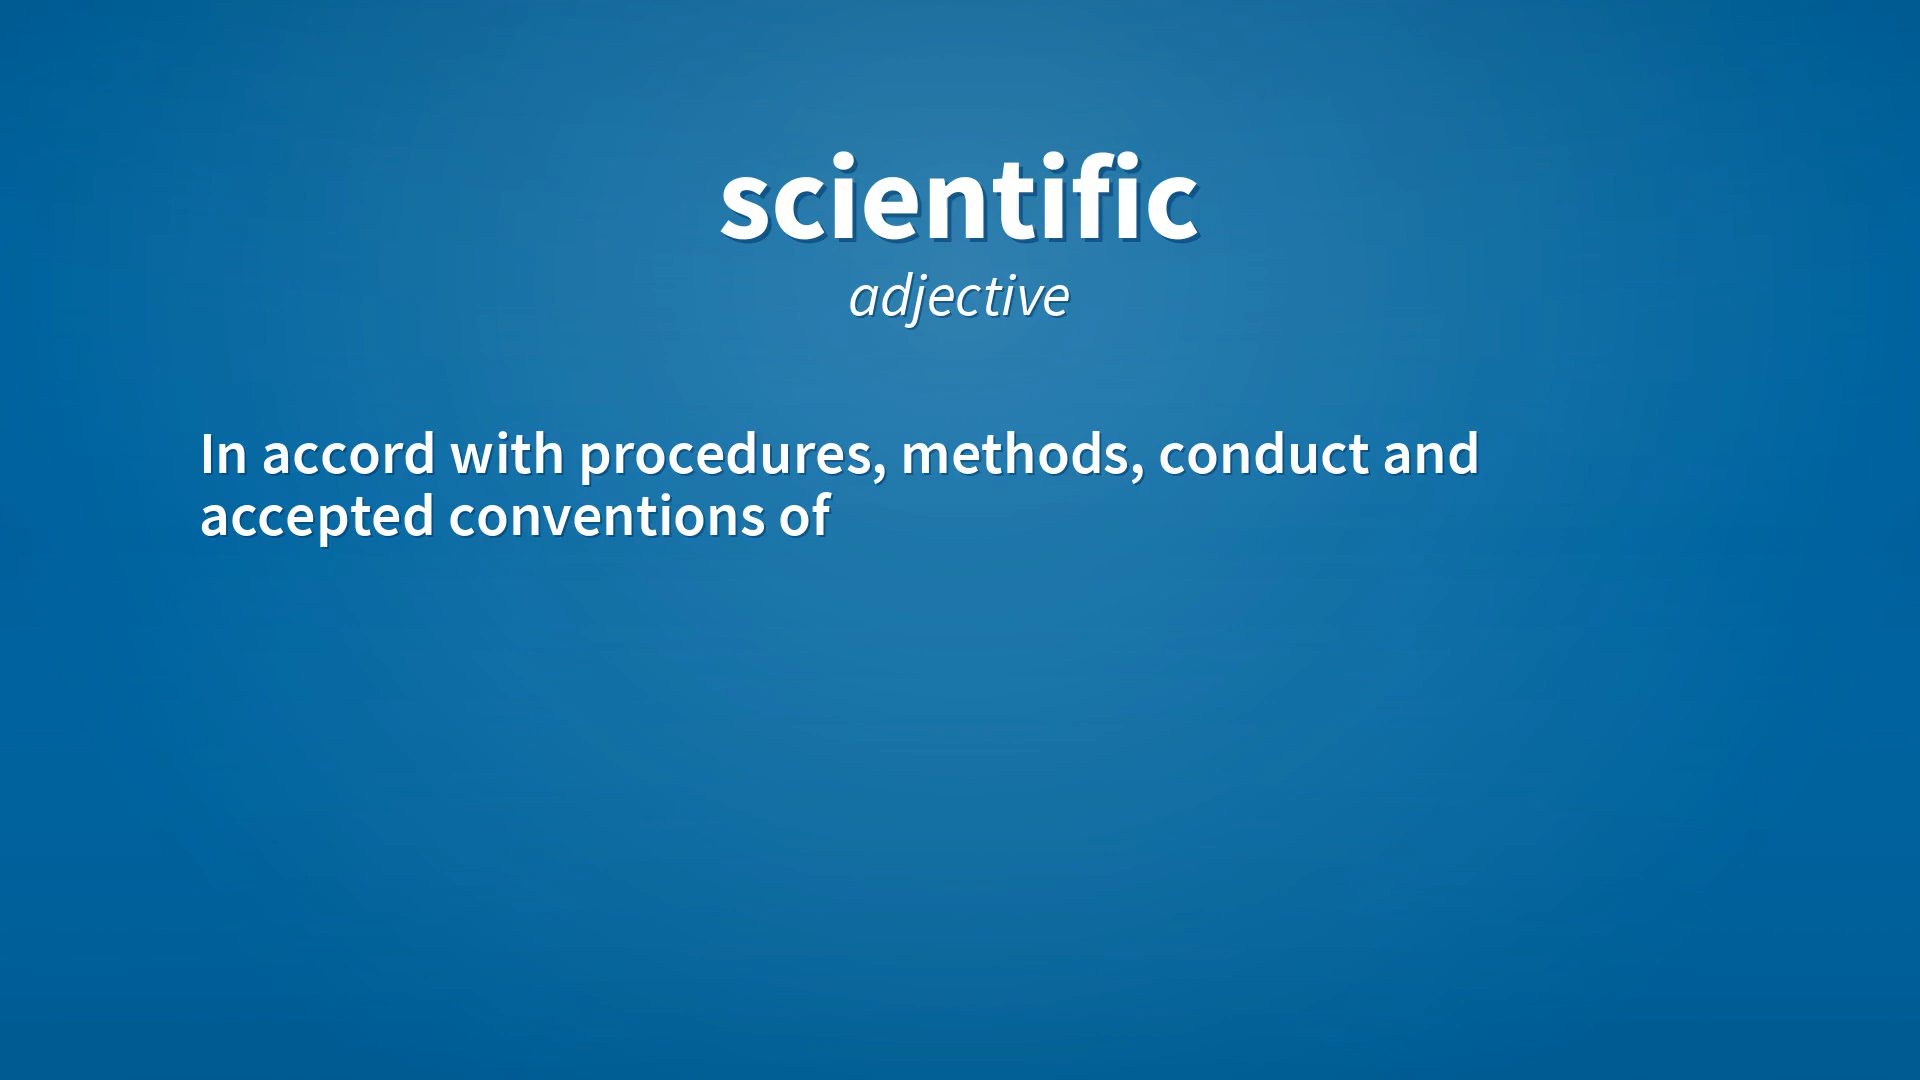 scientific
adjective
In accord with procedures, methods, conduct and
accepted conventions of